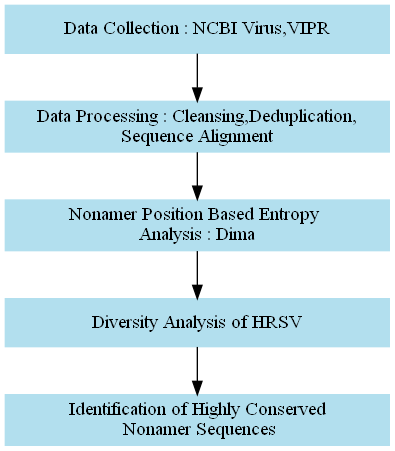 Data Collection : NCBI Virus,VIPR
Data Processing : Cleansing,Deduplication,
Sequence Alignment
Nonamer Position Based Entropy
Analysis : Dima
Diversity Analysis of HRSV
Identification of Highly Conserved
Nonamer Sequences